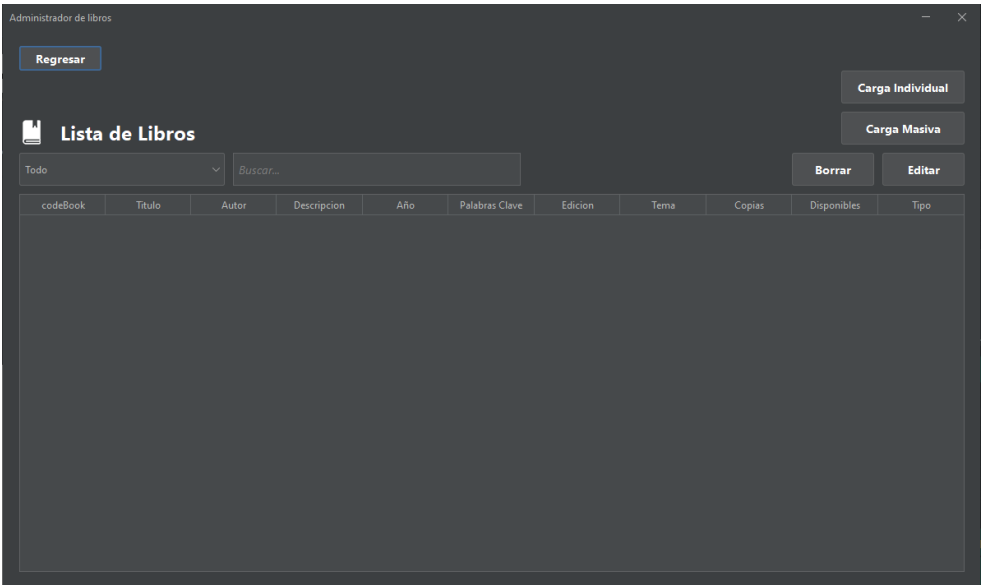 Administrador de libros
Regresar
Carga Individual
Lista de Libros
Carga Masiva
Todo
Buscar...
Borrar
Editar
codeBook Titulo Autor Descripcion Año Palabras Clave Edicion Tema Copias Disponibles Tipo